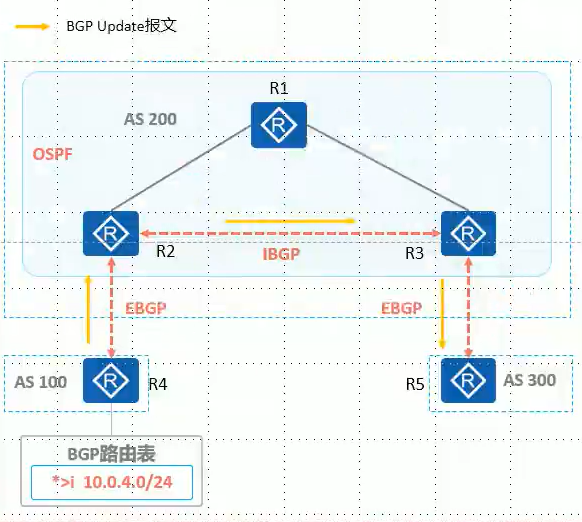 BGP Update报文
R1
AS 200
OSPF
R
R
R
R2
IBGP
R3
EBGP
EBGP
AS 100
R
R4
R5
R
AS 300
BGP路由表
*>i 10.0.4.0/24